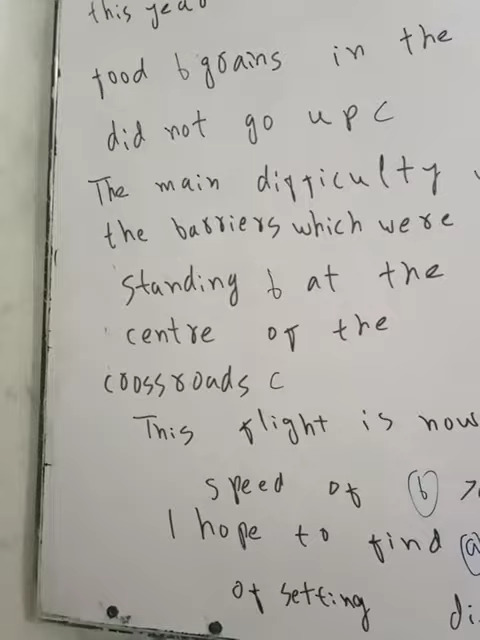 this year
food b grains in the
did not go up c
The main difficulty
the barriers which were
standing b at the
centre of the
crossroads c
This flight is now
speed of b
I hope to find a
of setting